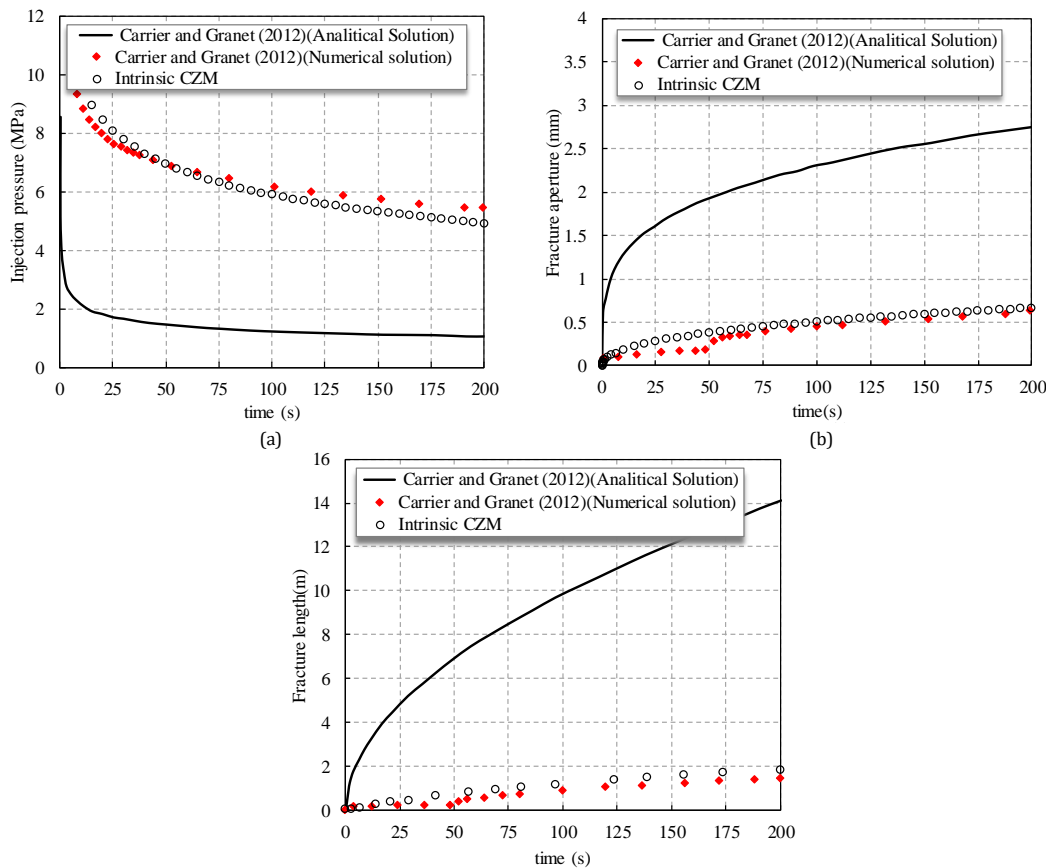 Carrier and Granet (2012)(Analitical Solution)
Carrier and Granet (2012)(Numerical solution)
Intrinsic CZM
Injection pressure (MPa)
12
10
8
6
4
2
0
0 25 50 75 100 125 150 175 200
time (s)
(a)
Carrier and Granet (2012)(Analitical Solution)
Carrier and Granet (2012)(Numerical solution)
Intrinsic CZM
Fracture aperture (mm)
4
3.5
3
2.5
2
1.5
1
0.5
0
0 25 50 75 100 125 150 175 200
time(s)
(b)
Carrier and Granet (2012)(Analitical Solution)
Carrier and Granet (2012)(Numerical solution)
Intrinsic CZM
Fracture length(m)
16
14
12
10
8
6
4
2
0
0 25 50 75 100 125 150 175 200
time (s)